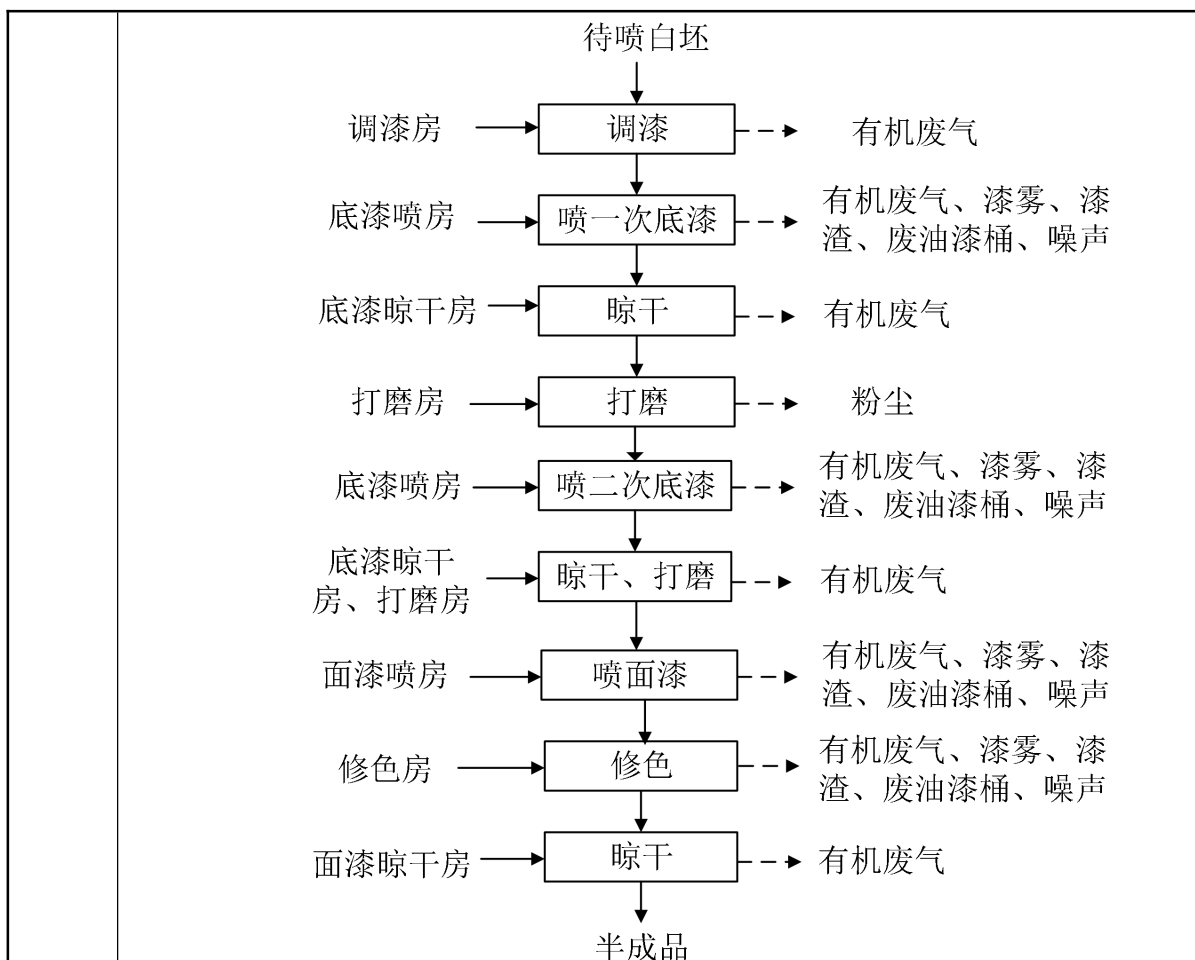 待喷白坯
调漆房
调漆
有机废气
底漆喷房
喷一次底漆
有机废气、漆雾、漆
渣、废油漆桶、噪声
底漆晾干房
晾干
有机废气
打磨房
打磨
粉尘
底漆喷房
喷二次底漆
有机废气、漆雾、漆
渣、废油漆桶、噪声
底漆晾干
房、打磨房
晾干、打磨
有机废气
面漆喷房
喷面漆
有机废气、漆雾、漆
渣、废油漆桶、噪声
修色房
修色
有机废气、漆雾、漆
渣、废油漆桶、噪声
面漆晾干房
晾干
有机废气
半成品